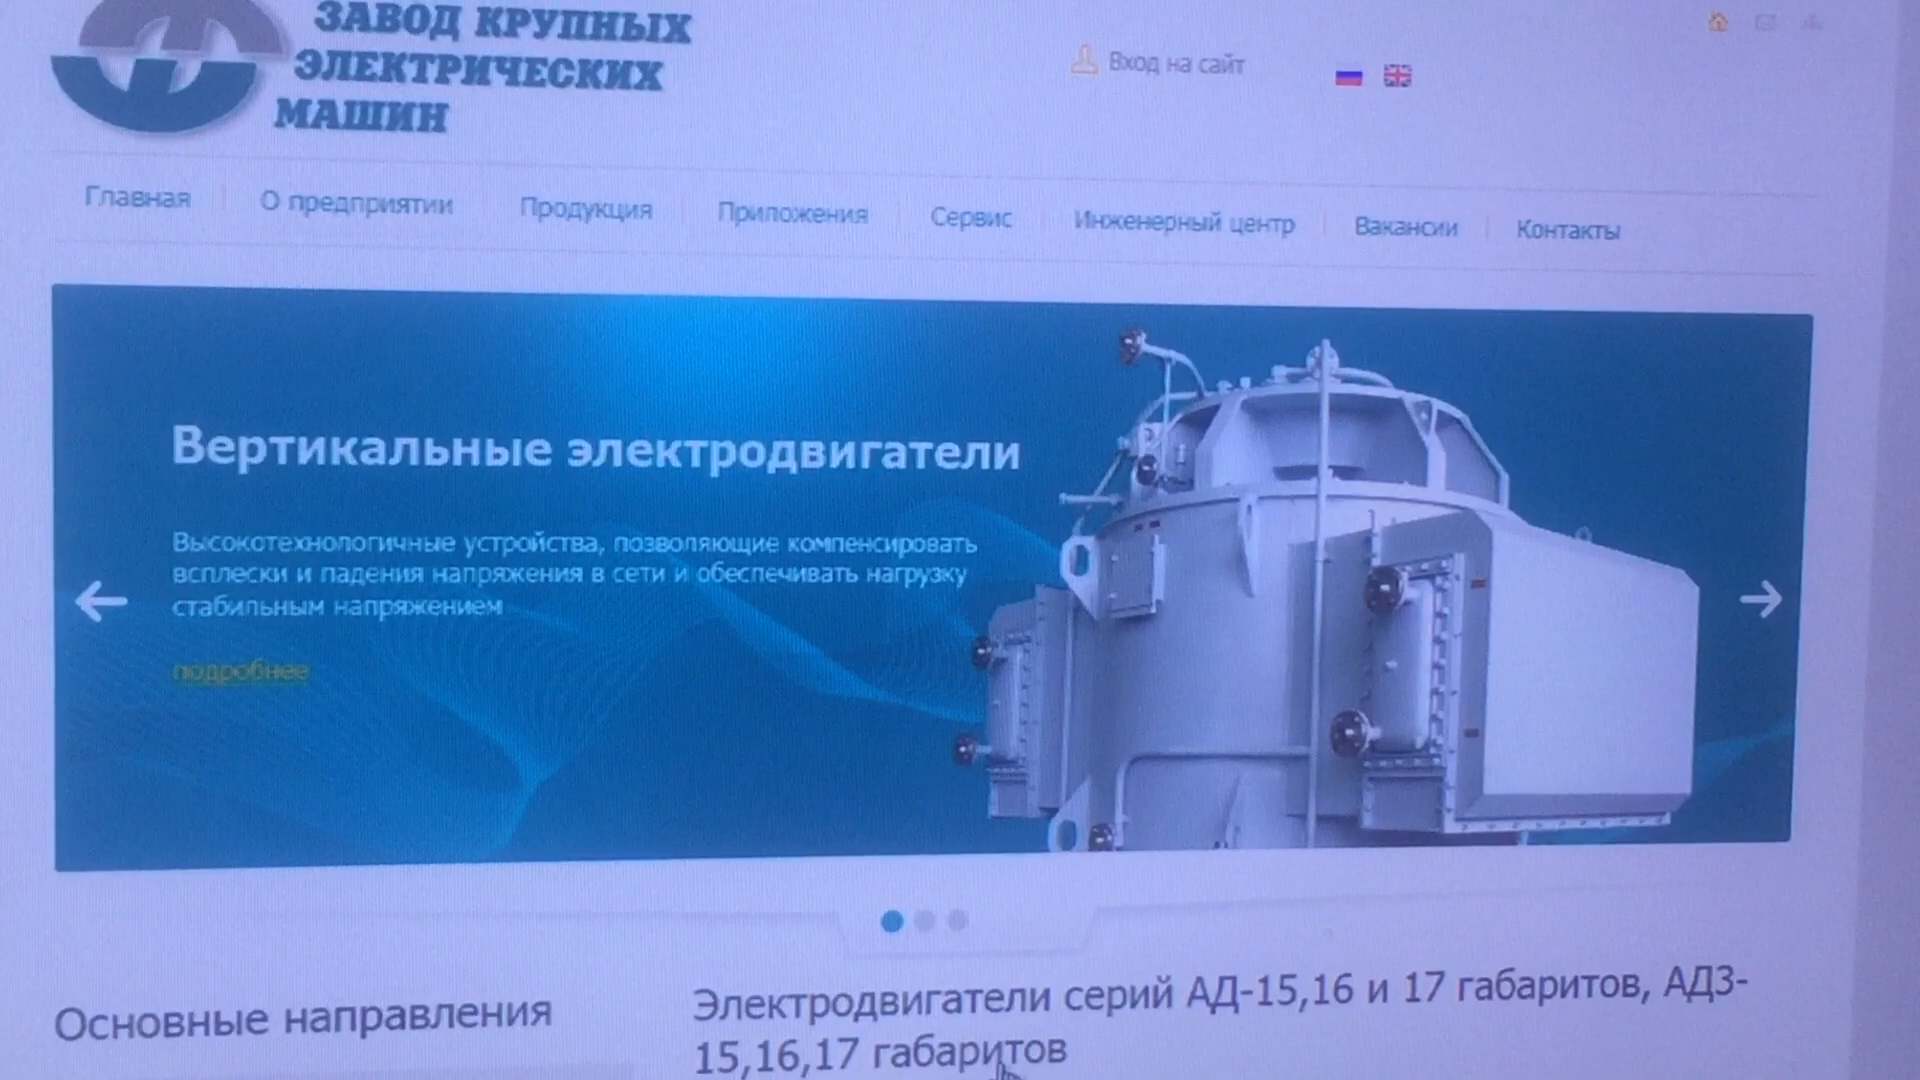 ЗАВОД КРУПНЫХ
ЭЛЕКТРИЧЕСКИХ
МАШИН
Вход на сайт
Главная
О предприятии
Продукция
Приложения
Сервис
Инженерный центр
Вакансии
Контакты
Вертикальные электродвигатели
Высокотехнологичные устройства, позволяющие компенсировать
всплески и падения напряжения в сети и обеспечивать нагрузку
стабильным напряжением
подробнее
Основные направления
Электродвигатели серий АД-15,16 и 17 габаритов, АДЗ-
15,16,17 габаритов